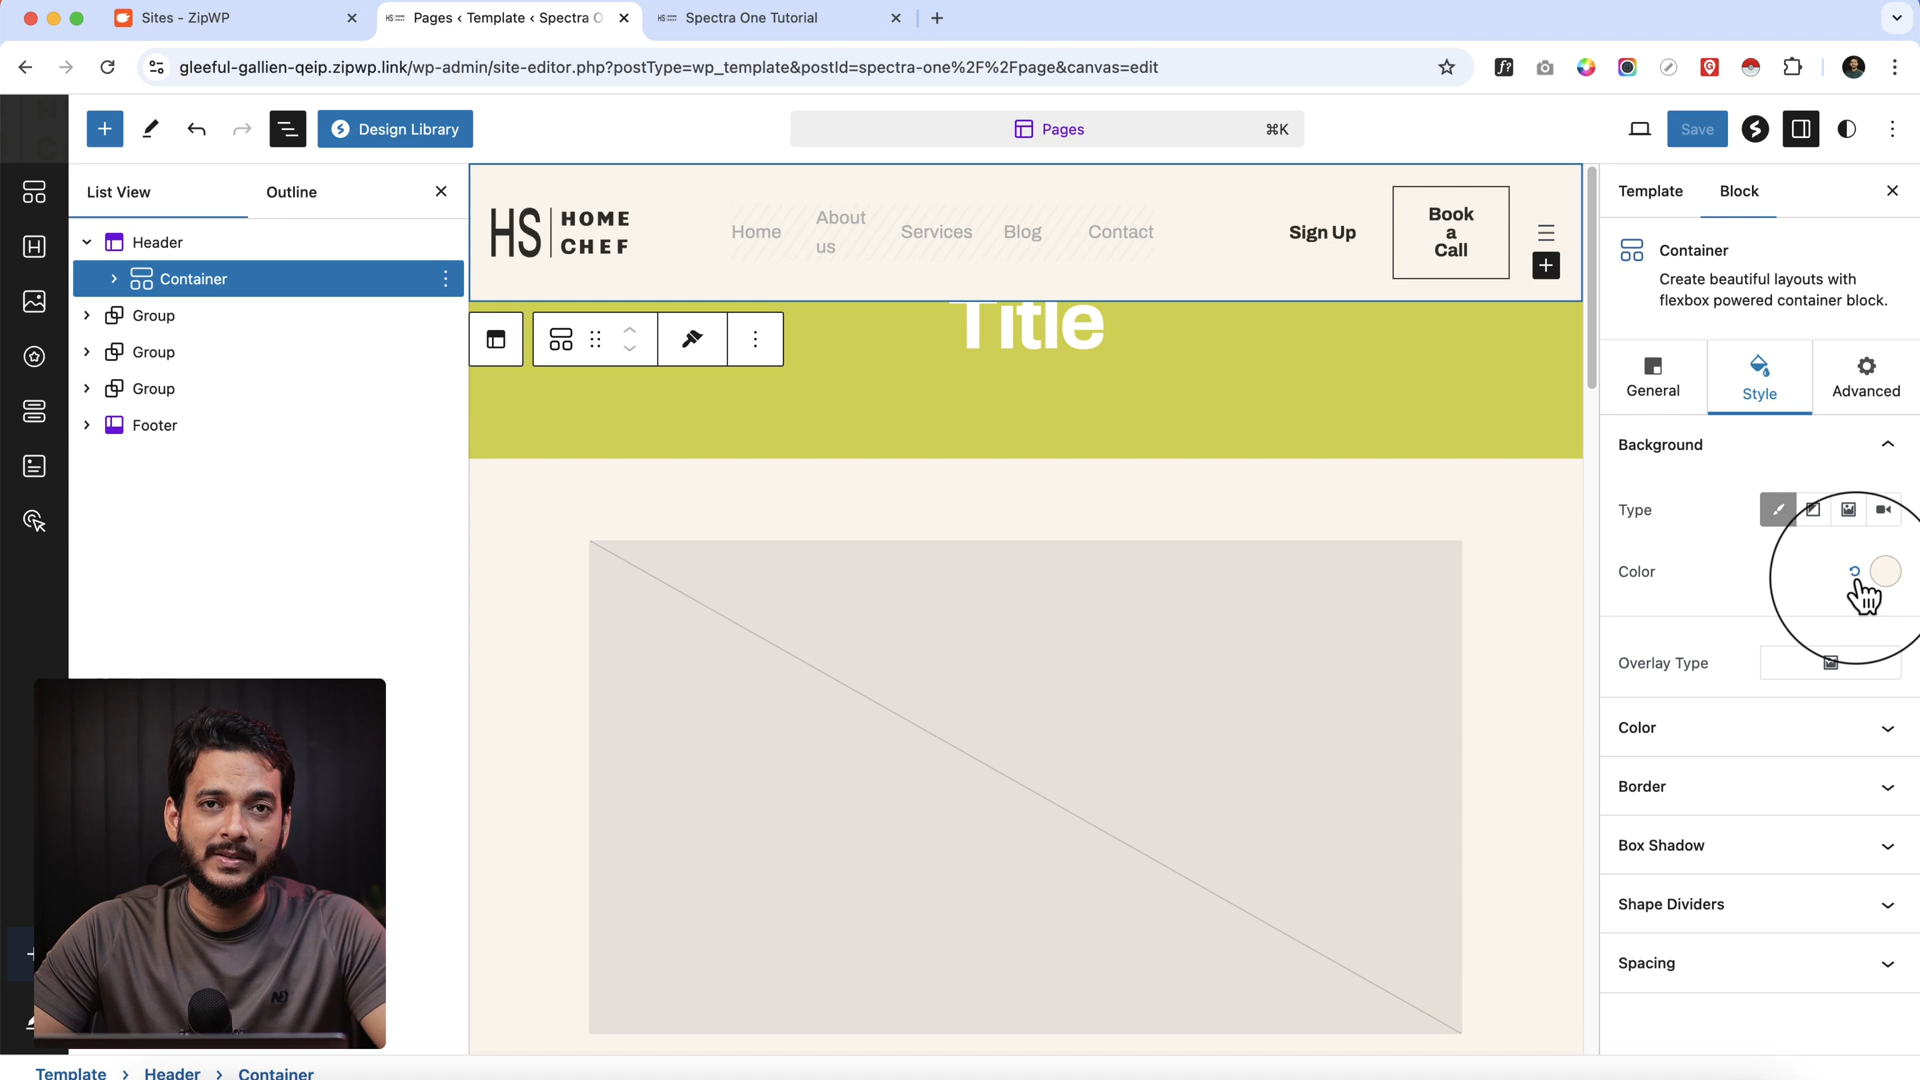 Sites - ZipWP
Pages ‹ Template ‹ Spectra O
Spectra One Tutorial
gleeful-gallien-qeip.zipwp.link/wp-admin/site-editor.php?postType=wp_template&postId=spectra-one%2F%2Fpage&canvas=edit
Design Library
Pages
⌘K
Save
List View
Outline
Header
Container
Group
Group
Group
Footer
HS HOME CHEF
Home
About us
Services
Blog
Contact
Sign Up
Book a Call
Title
Template
Block
Container
Create beautiful layouts with
flexbox powered container block.
General
Style
Advanced
Background
Type
Color
Overlay Type
Color
Border
Box Shadow
Shape Dividers
Spacing
Template › Header › Container